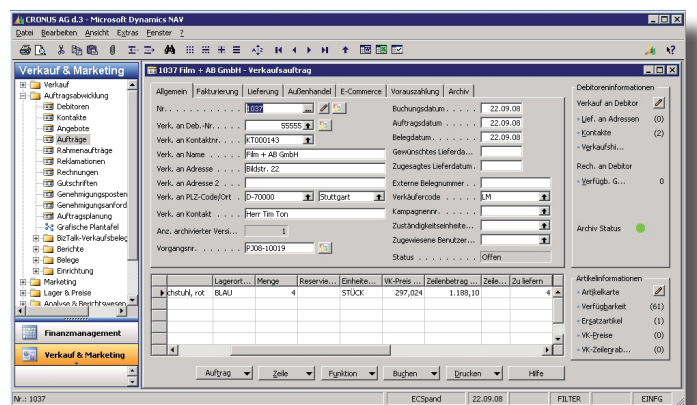 CRONUS AG d.3 - Microsoft Dynamics NAV
Datei Bearbeiten Ansicht Extras Fenster ?
Verkauf & Marketing
Verkauf
Auftragsabwicklung
Debitoren
Kontakte
Angebote
Aufträge
Rahmenaufträge
Reklamationen
Rechnungen
Gutschriften
Genehmigungsposten
Genehmigungsanford
Auftragsplanung
Grafische Plantafel
BizTalk-Verkaufsbeleg
Berichte
Belege
Einrichtung
Marketing
Lager & Preise
Analyse & Berichtswesen
Finanzmanagement
Verkauf & Marketing
1037 Film + AB GmbH - Verkaufsauftrag
Allgemein Fakturierung Lieferung Außenhandel E-Commerce Vorauszahlung Archiv
Nr. . . . . . . . . . . . 1037 ...
Verk. an Deb.-Nr. . . . . 55555
Verk. an Kontaktnr. . . . KT000143
Verk. an Name . . . . . Film + AB GmbH
Verk. an Adresse . . . . Bildstr. 22
Verk. an Adresse 2 . . .
Verk. an PLZ-Code/Ort . D-70000 Stuttgart
Verk. an Kontakt . . . . Herr Tim Ton
Anz. archivierter Versi... 1
Vorgangsnr. . . . . . . . PJ08-10019
Buchungsdatum . . . . . 22.09.08
Auftragsdatum . . . . . 22.09.08
Belegdatum . . . . . . . 22.09.08
Gewünschtes Lieferda...
Zugesagtes Lieferdatum .
Externe Belegnummer . .
Verkäufercode . . . . . LM
Kampagnennr. . . . . . .
Zuständigkeitseinheite...
Zugewiesene Benutzer...
Status . . . . . . . . . Offen
Lagerort... Menge Reservie... Einheite... VK-Preis ... Zeilenbetrag ... Zeile... Zu liefern
chstuhl, rot BLAU 4 STÜCK 297,024 1.188,10 4
Auftrag Zeile Funktion Buchen Drucken Hilfe
Debitoreninformationen
Verkauf an Debitor
Lief. an Adressen (0)
Kontakte (2)
Verkaufshi...
Rech. an Debitor
Verfügb. G... 0
Archiv Status
Artikelinformationen
Artikelkarte
Verfügbarkeit (61)
Ersatzartikel (1)
VK-Preise (0)
VK-Zeilenrab... (0)
Nr.: 1037 ECSpand 22.09.08 FILTER EINFG